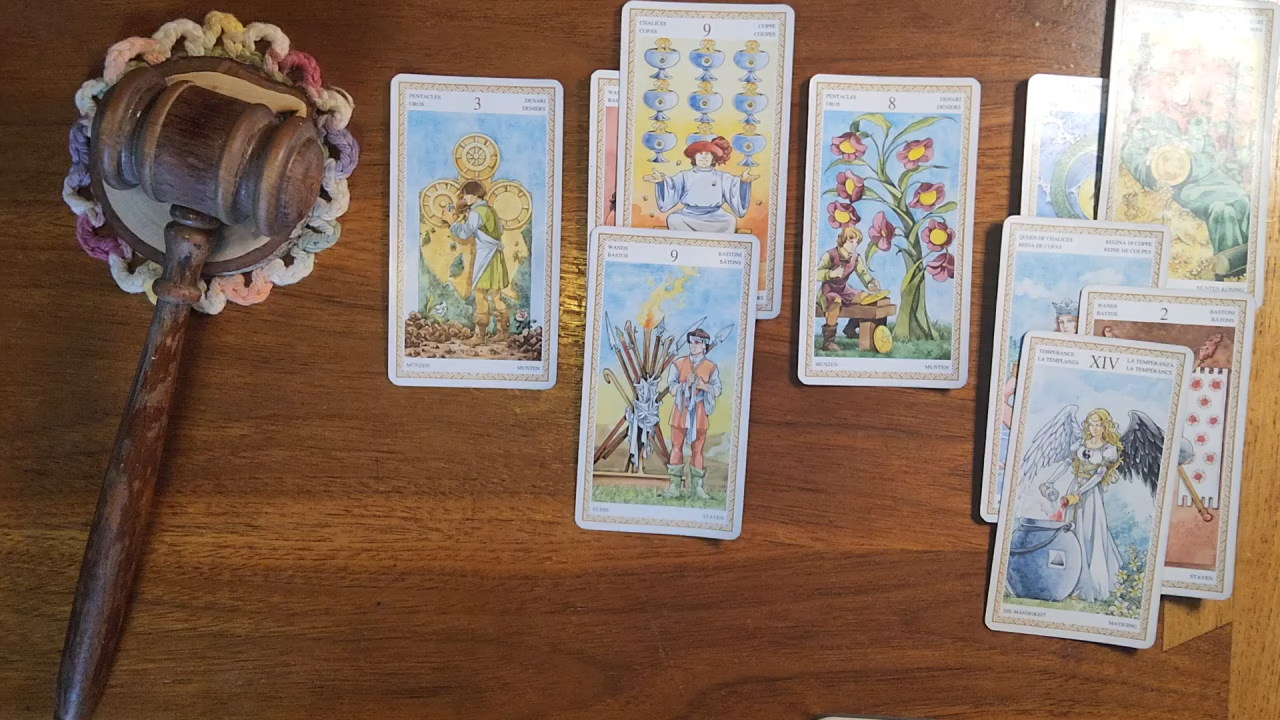 PENTACLES
OROS
3
DENARI
DENIERS
MÜNZEN
MUNTEN
CHALICES
COPAS
9
COPPE
COUPES
WANDS
BASTOS
9
BASTONI
BÂTONS
STÄBE
STAVEN
PENTACLES
OROS
8
DENARI
DENIERS
MÜNZEN
MUNTEN
MUNTEN KONING
QUEEN OF CHALICES
REINA DE COPAS
REGINA DI COPPE
REINE DE COUPES
WANDS
BASTOS
2
BASTONI
BÂTONS
STAVEN
TEMPERANCE
LA TEMPLANZA
XIV
LA TEMPERANZA
LA TEMPÉRANCE
DIE MÄSSIGKEIT
MATIGING